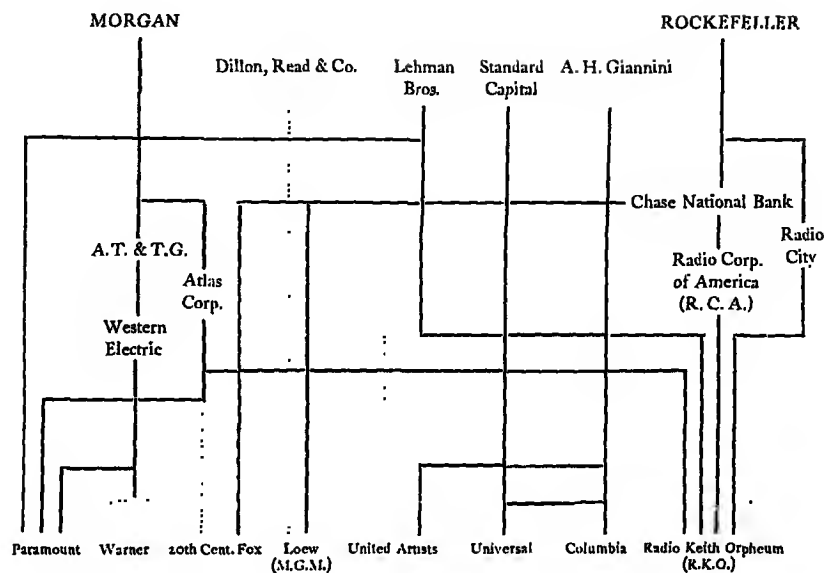 MORGAN
ROCKEFELLER
Dillon, Read & Co.
Lehman
Bros.
Standard
Capital
A. H. Giannini
Chase National Bank
A.T. & T.G.
Atlas
Corp.
Radio Corp.
of America
(R. C. A.)
Radio
City
Western
Electric
Paramount
Warner
20th Cent. Fox
Loew
(M.G.M.)
United Artists
Universal
Columbia
Radio Keith Orpheum
(R.K.O.)